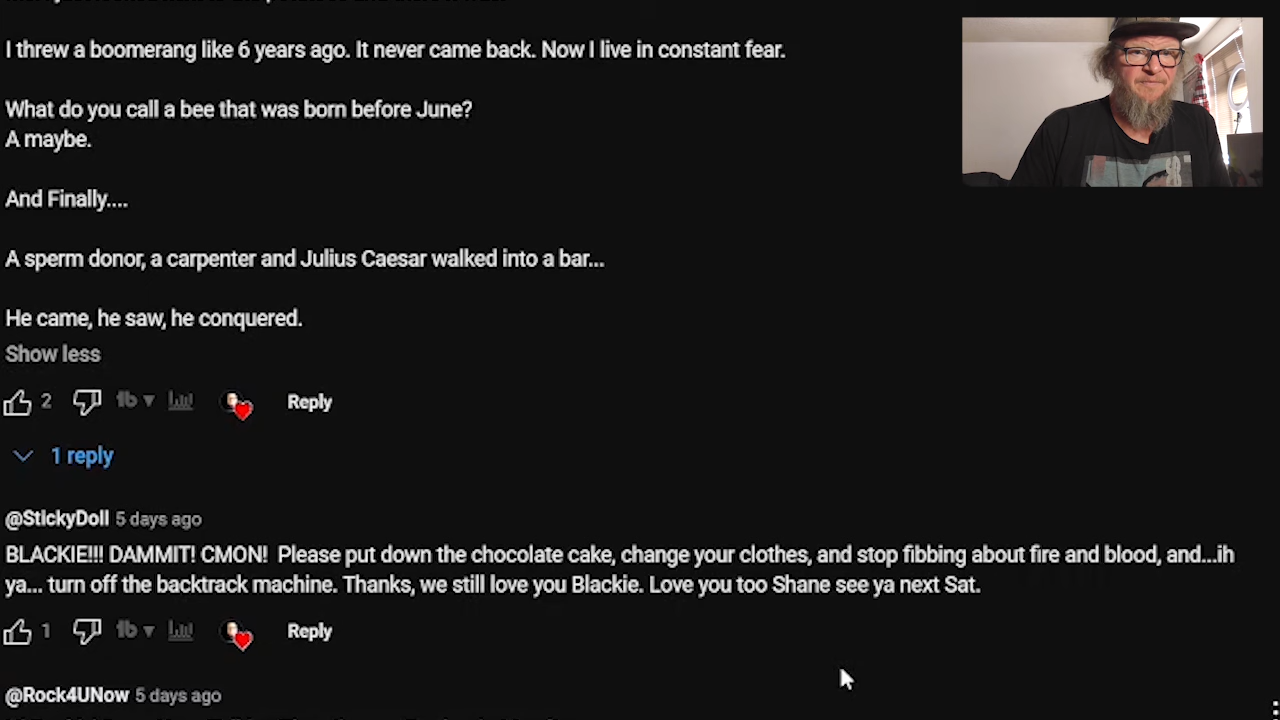 I threw a boomerang like 6 years ago. It never came back. Now I live in constant fear.
What do you call a bee that was born before June?
A maybe.
And Finally....
A sperm donor, a carpenter and Julius Caesar walked into a bar...
He came, he saw, he conquered.
Show less
2
Reply
1 reply
@StickyDoll 5 days ago
BLACKIE!!! DAMMIT! CMON! Please put down the chocolate cake, change your clothes, and stop fibbing about fire and blood, and...ih
ya... turn off the backtrack machine. Thanks, we still love you Blackie. Love you too Shane see ya next Sat.
1
Reply
@Rock4UNow 5 days ago